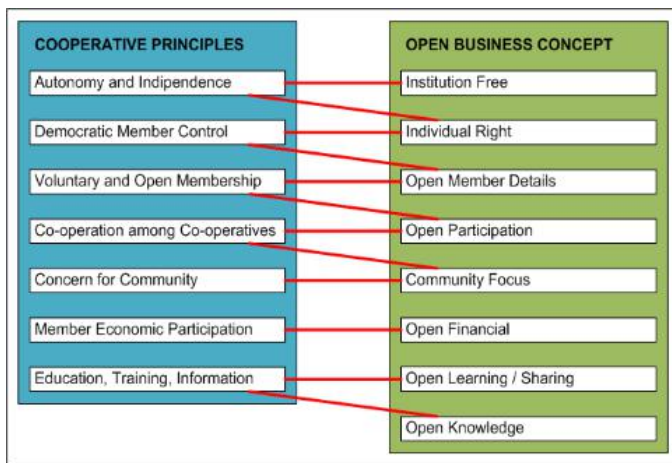 COOPERATIVE PRINCIPLES
Autonomy and Indipendence
Democratic Member Control
Voluntary and Open Membership
Co-operation among Co-operatives
Concern for Community
Member Economic Participation
Education, Training, Information
OPEN BUSINESS CONCEPT
Institution Free
Individual Right
Open Member Details
Open Participation
Community Focus
Open Financial
Open Learning / Sharing
Open Knowledge